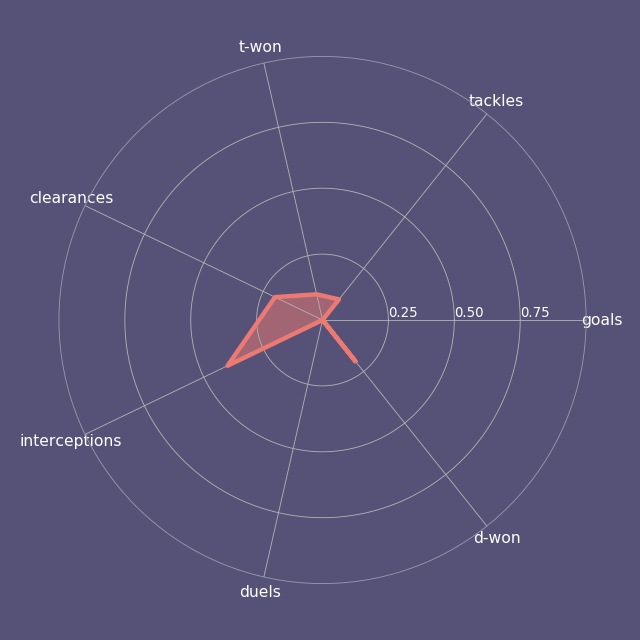 t-won
tackles
clearances
0.25 0.50 0.75
goals
interceptions
d-won
duels